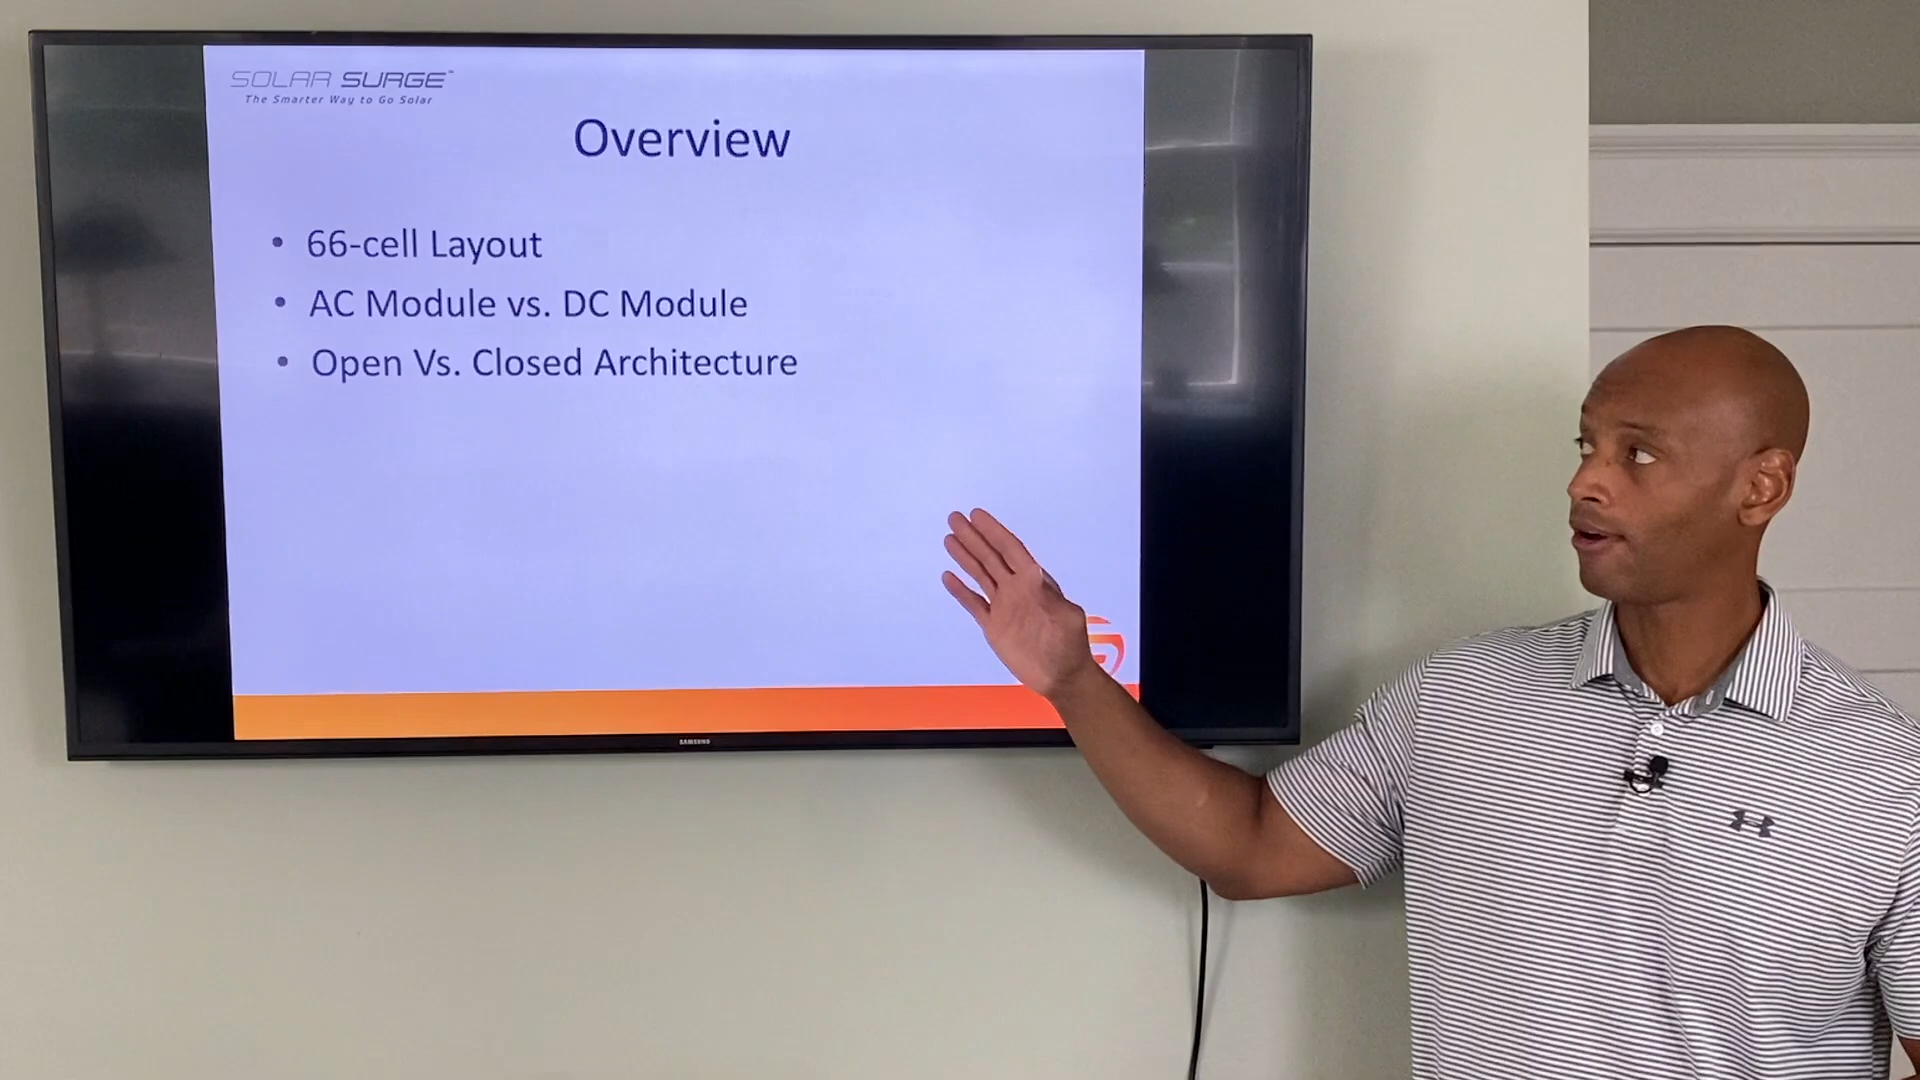 SOLAR SURGE™
The Smarter Way to Go Solar
Overview
• 66-cell Layout
• AC Module vs. DC Module
• Open Vs. Closed Architecture
SAMSUNG